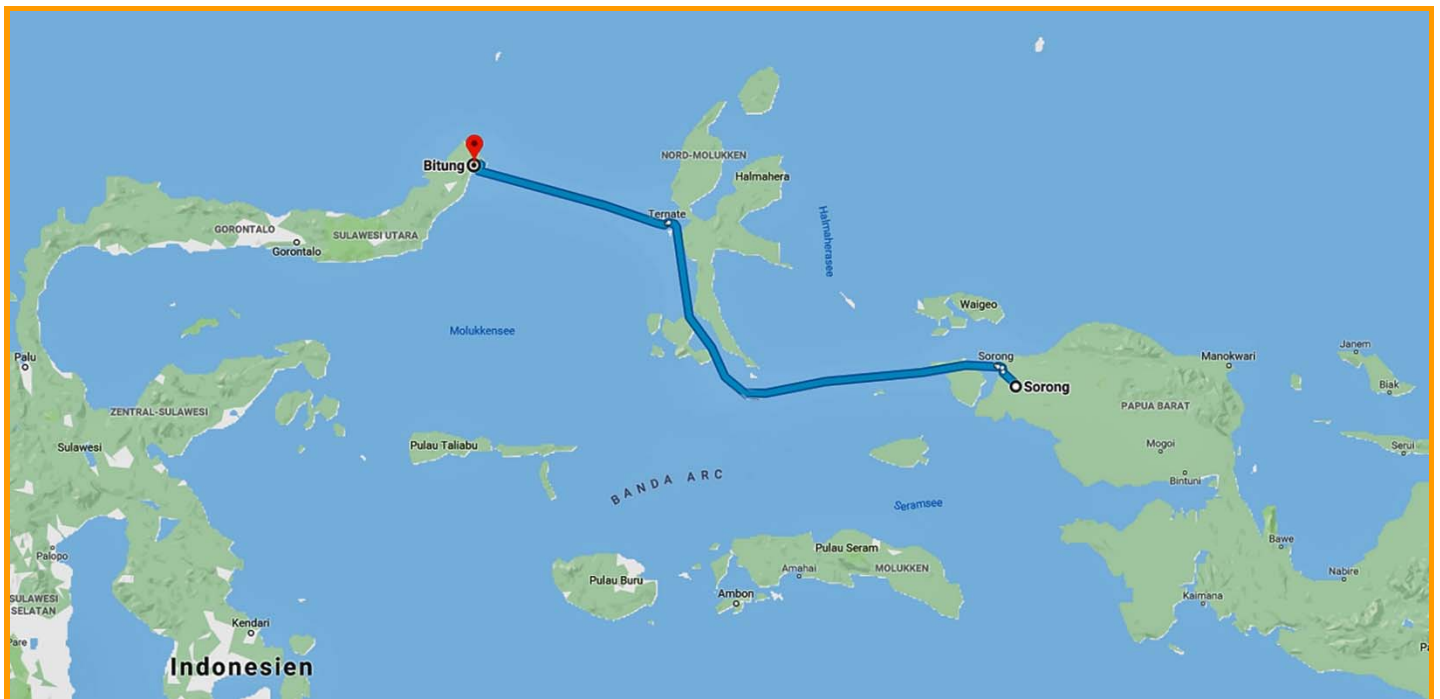 NORD-MOLUKKEN
Bitung
Halmahera
Ternate
Halmaherasee
GORONTALO
SULAWESI UTARA
Gorontalo
Waigeo
Molukkensee
Palu
Sorong
Manokwari
Janem
Sorong
Biak
ZENTRAL-SULAWESI
PAPUA BARAT
Sulawesi
Pulau Taliabu
Mogoi
Serui
BANDA ARC
Bintuni
Seramsee
Palopo
Pulau Seram
Bawe
Pulau Buru
Amahai
MOLUKKEN
Nabire
SULAWESI
SELATAN
Ambon
Kaimana
Kendari
Indonesien